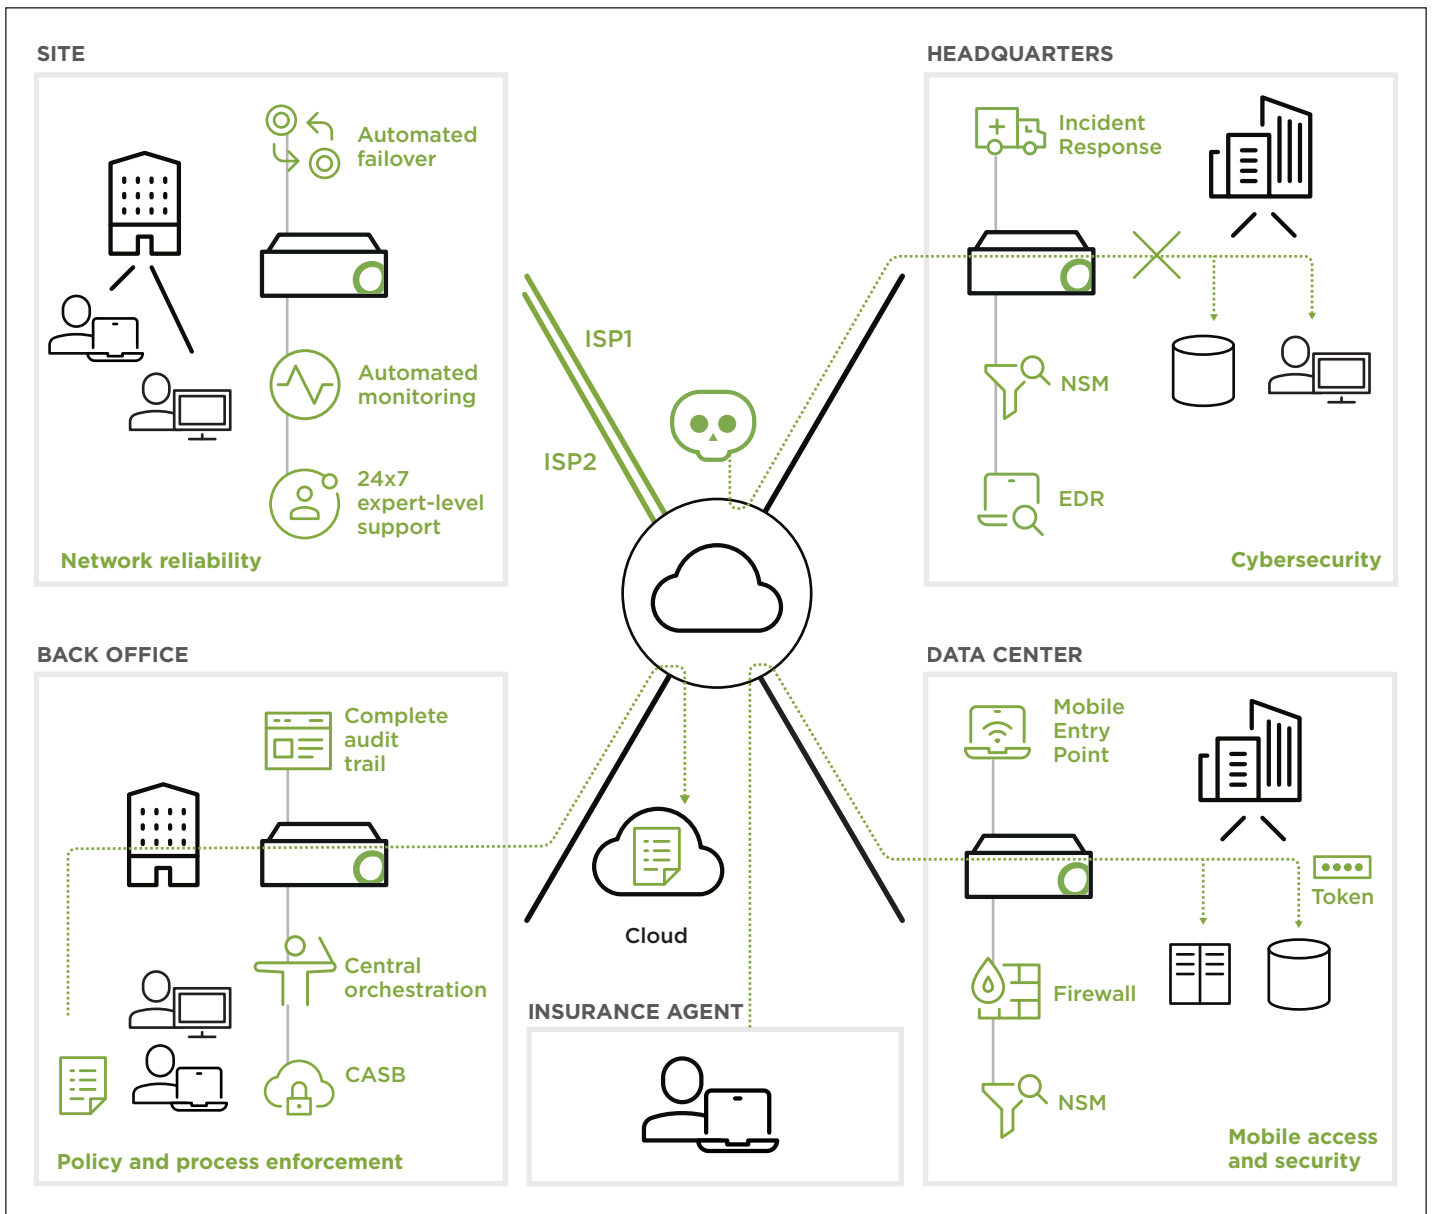 SITE
Automated
failover
Automated
monitoring
24x7
expert-level
support
Network reliability
ISP1
ISP2
HEADQUARTERS
Incident
Response
NSM
EDR
Cybersecurity
BACK OFFICE
Complete
audit
trail
Central
orchestration
CASB
Policy and process enforcement
Cloud
INSURANCE AGENT
DATA CENTER
Mobile
Entry
Point
Token
Firewall
NSM
Mobile access
and security